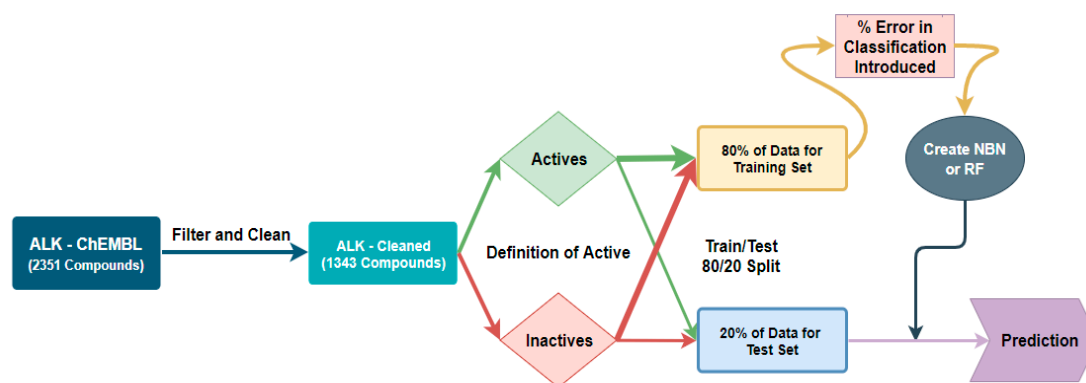 % Error in
Classification
Introduced
Actives
80% of Data for
Training Set
Create NBN
or RF
ALK - ChEMBL
(2351 Compounds)
Filter and Clean
ALK - Cleaned
(1343 Compounds)
Definition of Active
Train/Test
80/20 Split
Inactives
20% of Data for
Test Set
Prediction